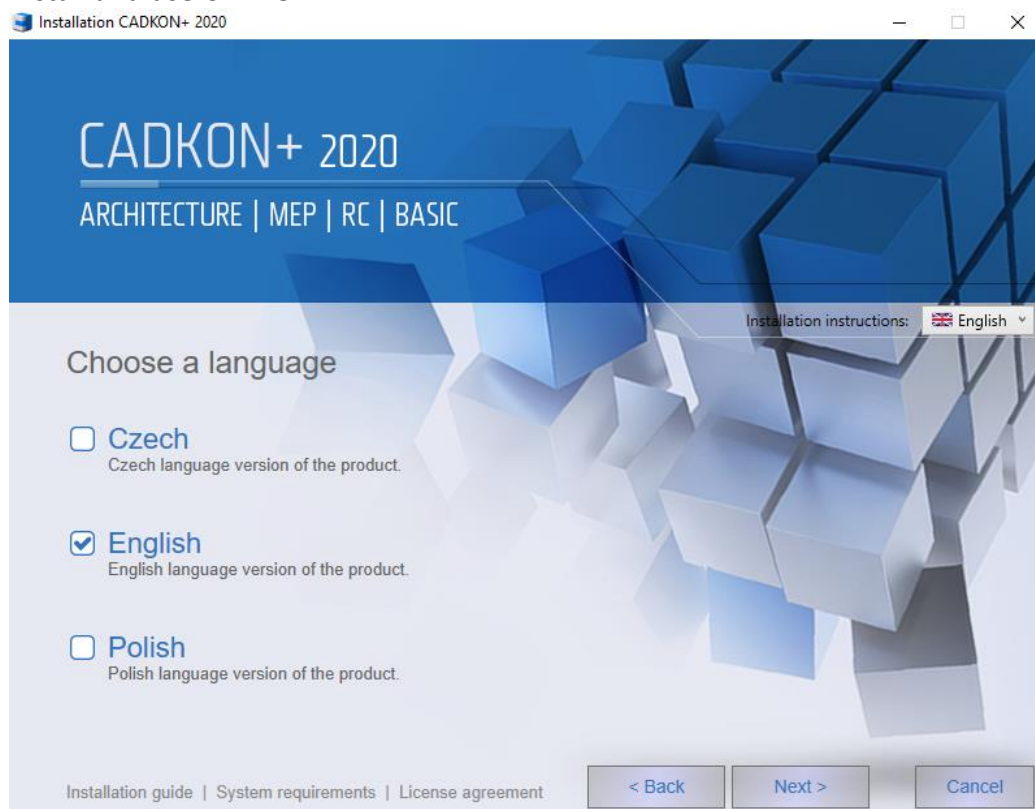 Installation CADKON+ 2020
CADKON+ 2020
ARCHITECTURE | MEP | RC | BASIC
Installation instructions: English
Choose a language
Czech
Czech language version of the product.
English
English language version of the product.
Polish
Polish language version of the product.
Installation guide | System requirements | License agreement
< Back Next > Cancel